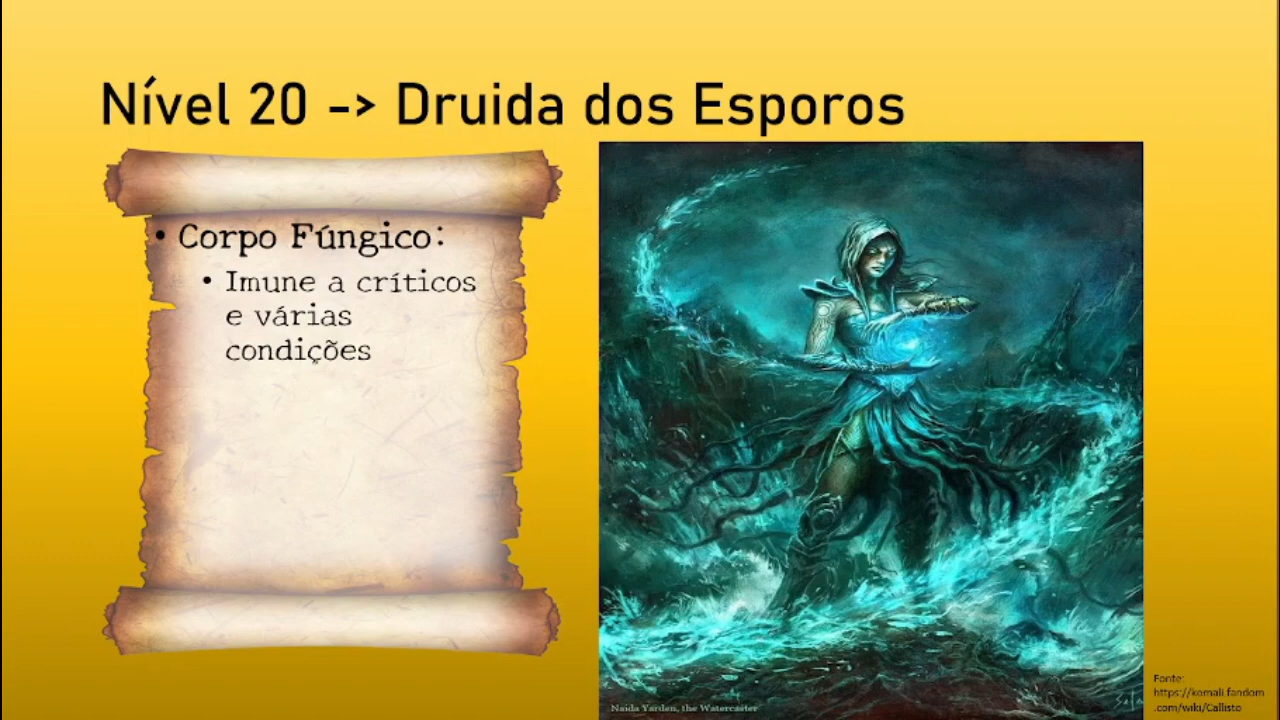 Nível 20 -> Druida dos Esporos
• Corpo Fúngico:
• Imune a críticos
e várias
condições
Naida Yarden, the Watercaster
Fonte:
https://komali.fandom
.com/wiki/Callisto